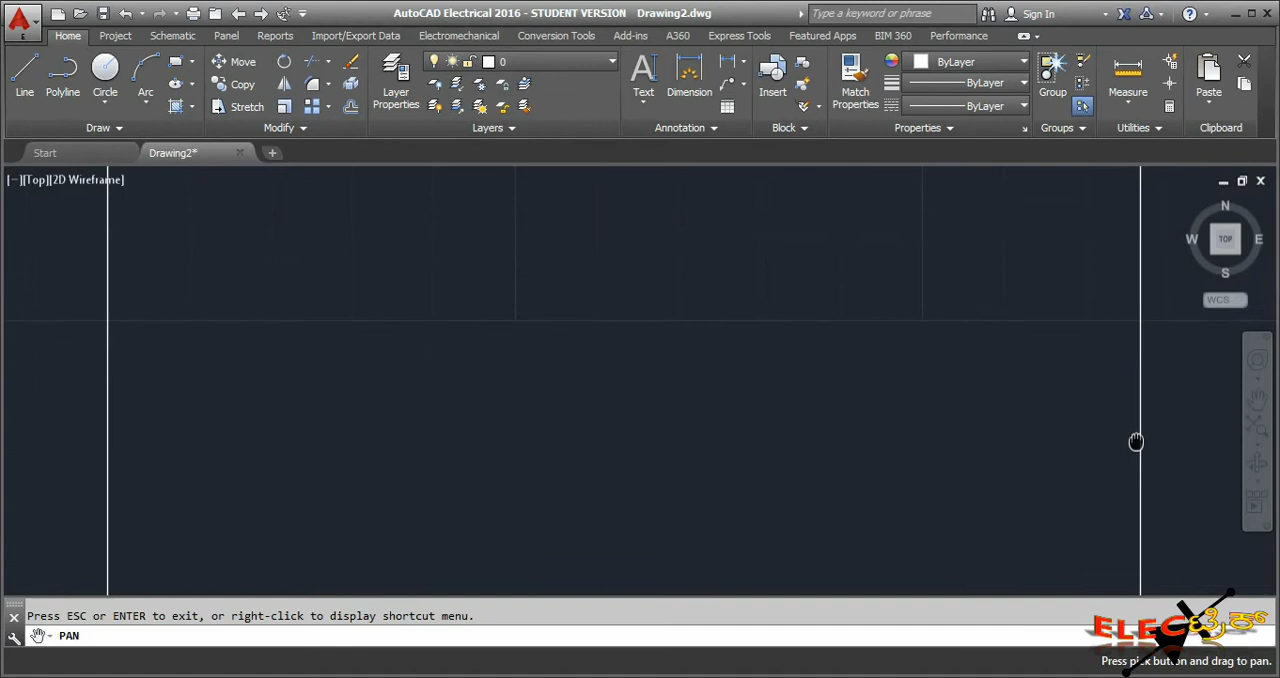 AutoCAD Electrical 2016 - STUDENT VERSION Drawing2.dwg
Type a keyword or phrase
Sign In
E
Home Project Schematic Panel Reports Import/Export Data Electromechanical Conversion Tools Add-ins A360 Express Tools Featured Apps BIM 360 Performance
Move
0
ByLayer
Copy
ByLayer
Line Polyline Circle Arc
Layer Properties
Text Dimension
Insert
Match Properties
Group Measure Paste
Stretch
ByLayer
Draw Modify Layers Annotation Block Properties Groups Utilities Clipboard
Start Drawing2*
[−][Top][2D Wireframe]
N
W TOP E
S
WCS
Press ESC or ENTER to exit, or right-click to display shortcut menu.
PAN
Press pick button and drag to pan.